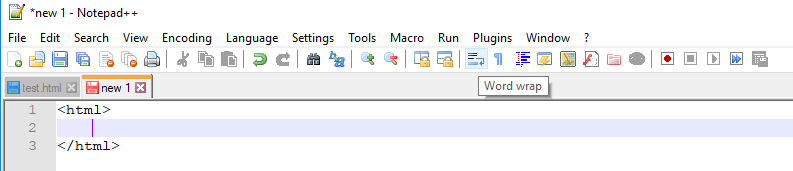 *new 1 - Notepad++
File Edit Search View Encoding Language Settings Tools Macro Run Plugins Window ?
test.html new 1
Word wrap
1 <html>
2
3 </html>